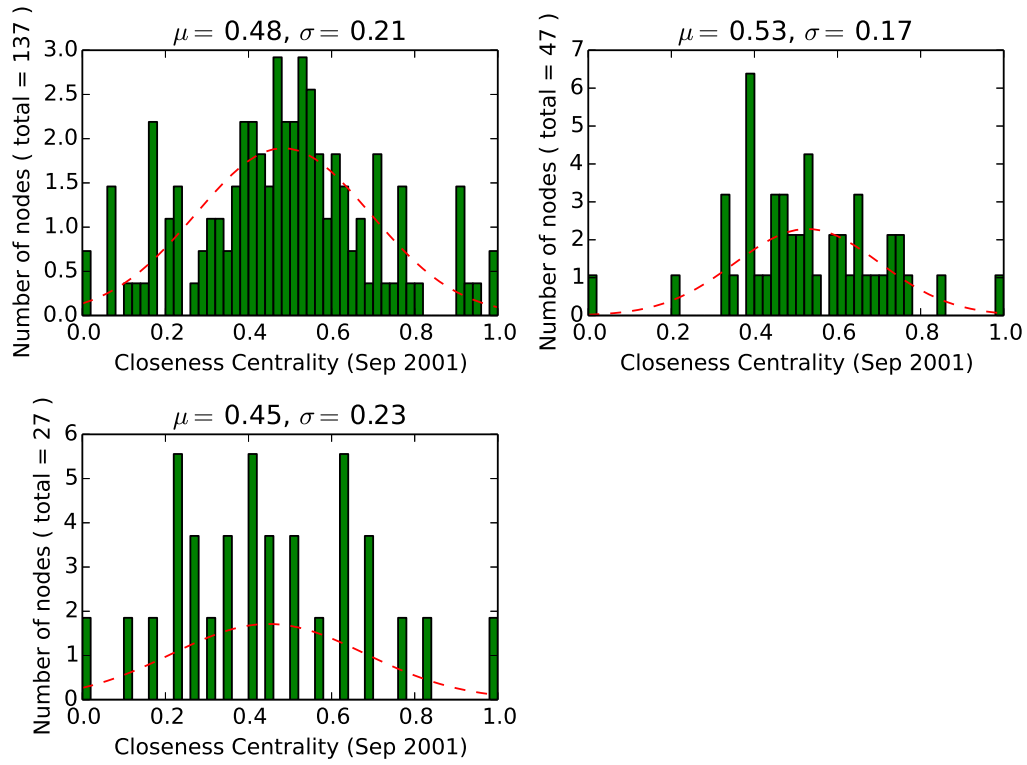 μ = 0.48, σ = 0.21
Number of nodes ( total = 137 )
3.0
2.5
2.0
1.5
1.0
0.5
0.0
0.0 0.2 0.4 0.6 0.8 1.0
Closeness Centrality (Sep 2001)
μ = 0.53, σ = 0.17
Number of nodes ( total = 47 )
7
6
5
4
3
2
1
0
0.0 0.2 0.4 0.6 0.8 1.0
Closeness Centrality (Sep 2001)
μ = 0.45, σ = 0.23
Number of nodes ( total = 27 )
6
5
4
3
2
1
0
0.0 0.2 0.4 0.6 0.8 1.0
Closeness Centrality (Sep 2001)